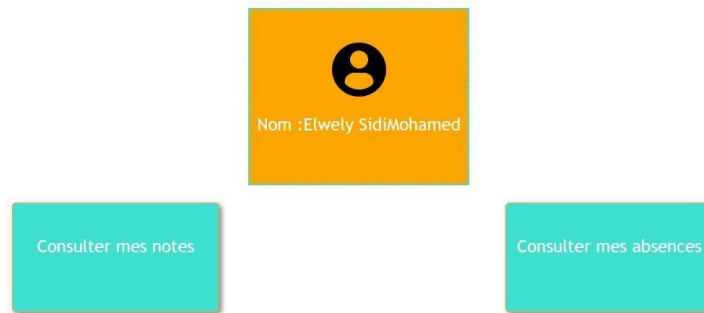 Nom :Elwely SidiMohamed
Consulter mes notes
Consulter mes absences